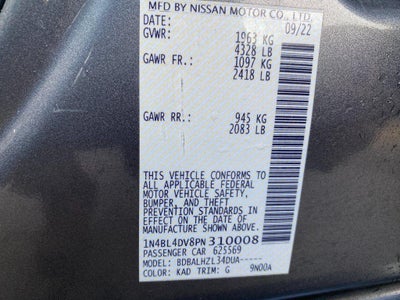 MFD BY NISSAN MOTOR CO., LTD.
DATE: 09/22
GVWR: 1963 KG
4328 LB
GAWR FR: 1097 KG
2418 LB
GAWR RR: 945 KG
2083 LB
THIS VEHICLE CONFORMS TO ALL
APPLICABLE FEDERAL
MOTOR VEHICLE SAFETY,
BUMPER, AND THEFT
PREVENTION STANDARDS IN
EFFECT ON THE DATE OF
MANUFACTURE SHOWN ABOVE.
1N4BL4DV8PN310008
PASSENGER CAR 625569
MODEL: BDBALHZL34DUA-----
COLOR: KAD TRIM: G 9N00A